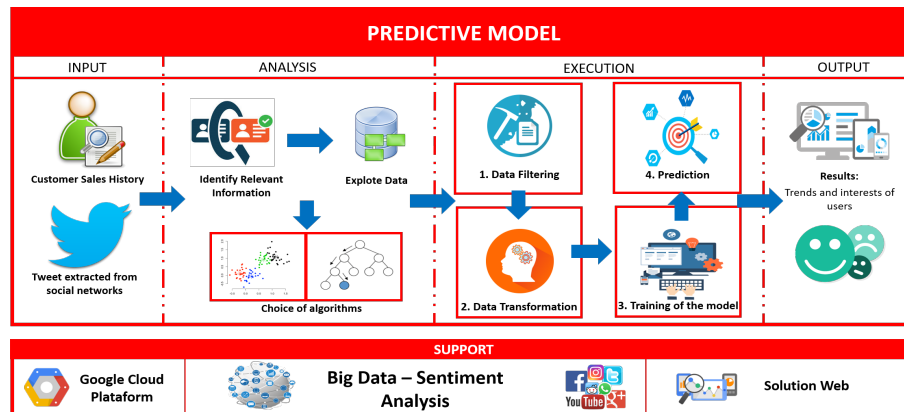 PREDICTIVE MODEL
INPUT
ANALYSIS
EXECUTION
OUTPUT
Customer Sales History
Tweet extracted from
social networks
Identify Relevant
Information
Explote Data
Choice of algorithms
1. Data Filtering
2. Data Transformation
3. Training of the model
4. Prediction
Results:
Trends and interests of
users
SUPPORT
Google Cloud
Plataform
Big Data – Sentiment
Analysis
You Tube
g+
Solution Web